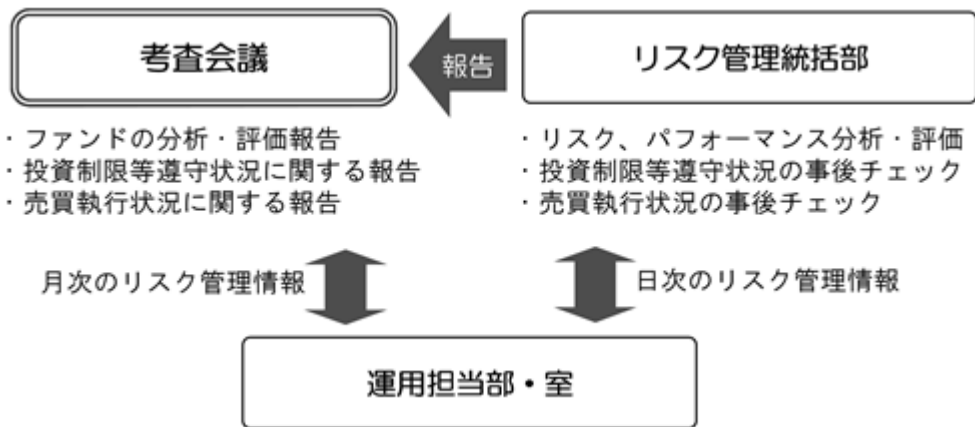 考査会議
報告
リスク管理統括部
・ファンドの分析・評価報告
・投資制限等遵守状況に関する報告
・売買執行状況に関する報告
・リスク、パフォーマンス分析・評価
・投資制限等遵守状況の事後チェック
・売買執行状況の事後チェック
月次のリスク管理情報
日次のリスク管理情報
運用担当部・室